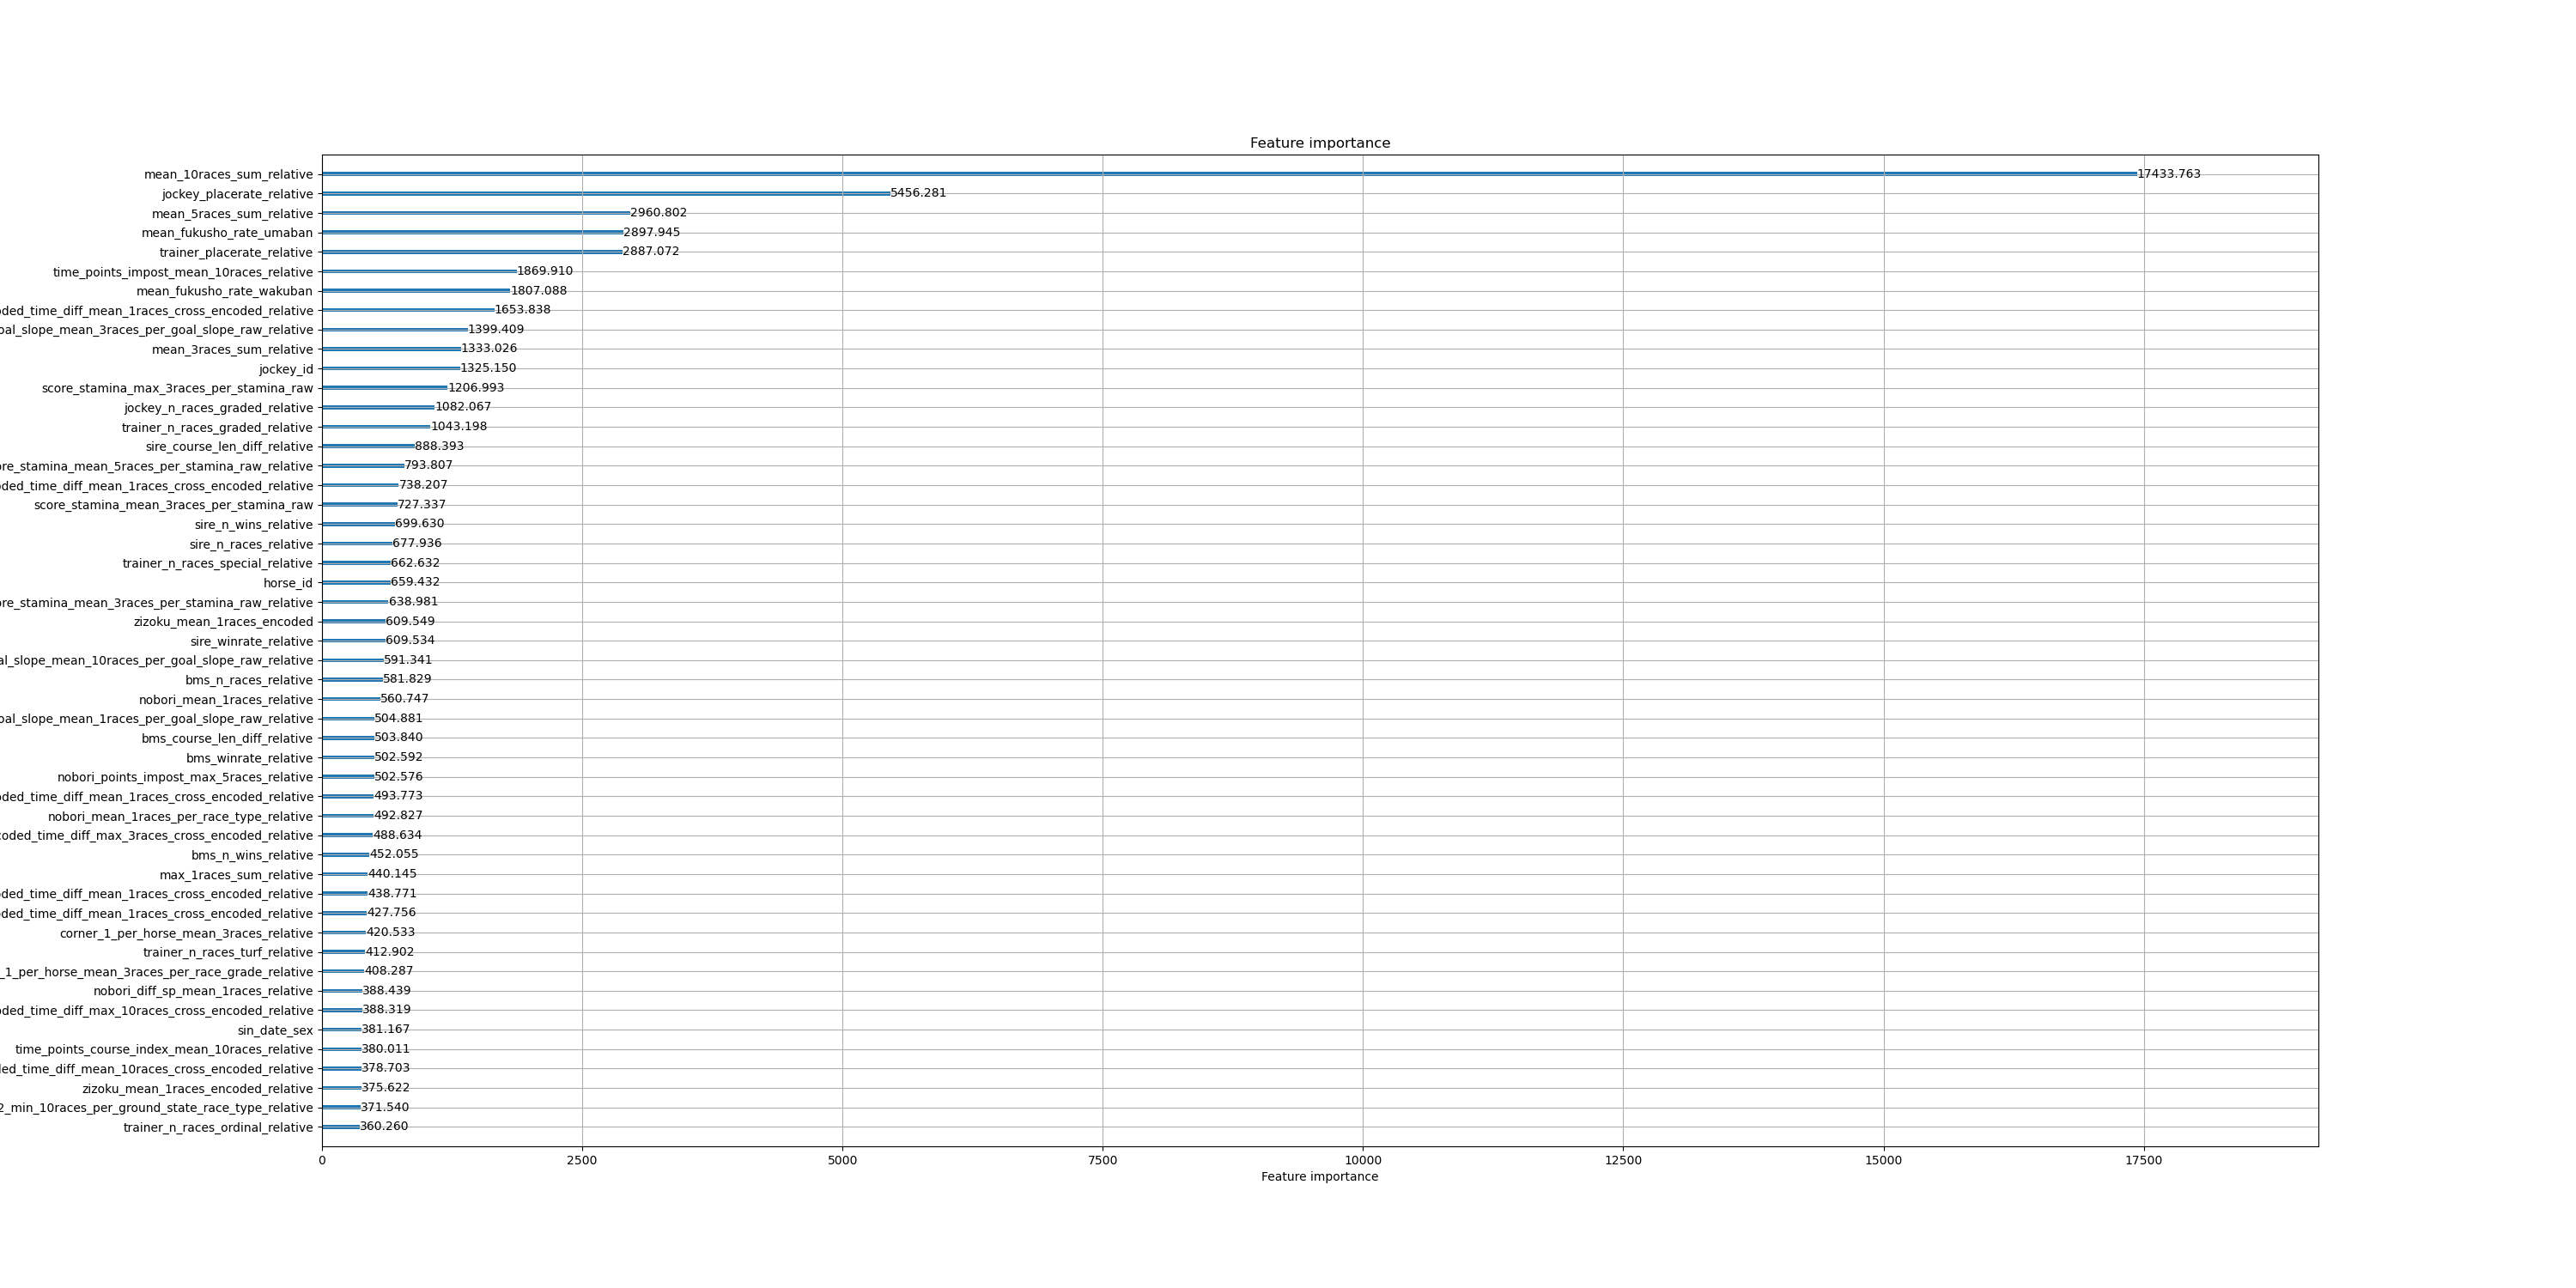 Feature importance
mean_10races_sum_relative 17433.763
jockey_placerate_relative 5456.281
mean_5races_sum_relative 2960.802
mean_fukusho_rate_umaban 2897.945
trainer_placerate_relative 2887.072
time_points_impost_mean_10races_relative 1869.910
mean_fukusho_rate_wakuban 1807.088
ded_time_diff_mean_1races_cross_encoded_relative 1653.838
oal_slope_mean_3races_per_goal_slope_raw_relative 1399.409
mean_3races_sum_relative 1333.026
jockey_id 1325.150
score_stamina_max_3races_per_stamina_raw 1206.993
jockey_n_races_graded_relative 1082.067
trainer_n_races_graded_relative 1043.198
sire_course_len_diff_relative 888.393
re_stamina_mean_5races_per_stamina_raw_relative 793.807
ded_time_diff_mean_1races_cross_encoded_relative 738.207
score_stamina_mean_3races_per_stamina_raw 727.337
sire_n_wins_relative 699.630
sire_n_races_relative 677.936
trainer_n_races_special_relative 662.632
horse_id 659.432
re_stamina_mean_3races_per_stamina_raw_relative 638.981
zizoku_mean_1races_encoded 609.549
sire_winrate_relative 609.534
al_slope_mean_10races_per_goal_slope_raw_relative 591.341
bms_n_races_relative 581.829
nobori_mean_1races_relative 560.747
oal_slope_mean_1races_per_goal_slope_raw_relative 504.881
bms_course_len_diff_relative 503.840
bms_winrate_relative 502.592
nobori_points_impost_max_5races_relative 502.576
ded_time_diff_mean_1races_cross_encoded_relative 493.773
nobori_mean_1races_per_race_type_relative 492.827
coded_time_diff_max_3races_cross_encoded_relative 488.634
bms_n_wins_relative 452.055
max_1races_sum_relative 440.145
ded_time_diff_mean_1races_cross_encoded_relative 438.771
ded_time_diff_mean_1races_cross_encoded_relative 427.756
corner_1_per_horse_mean_3races_relative 420.533
trainer_n_races_turf_relative 412.902
_1_per_horse_mean_3races_per_race_grade_relative 408.287
nobori_diff_sp_mean_1races_relative 388.439
ded_time_diff_max_10races_cross_encoded_relative 388.319
sin_date_sex 381.167
time_points_course_index_mean_10races_relative 380.011
led_time_diff_mean_10races_cross_encoded_relative 378.703
zizoku_mean_1races_encoded_relative 375.622
2_min_10races_per_ground_state_race_type_relative 371.540
trainer_n_races_ordinal_relative 360.260
0 2500 5000 7500 10000 12500 15000 17500
Feature importance